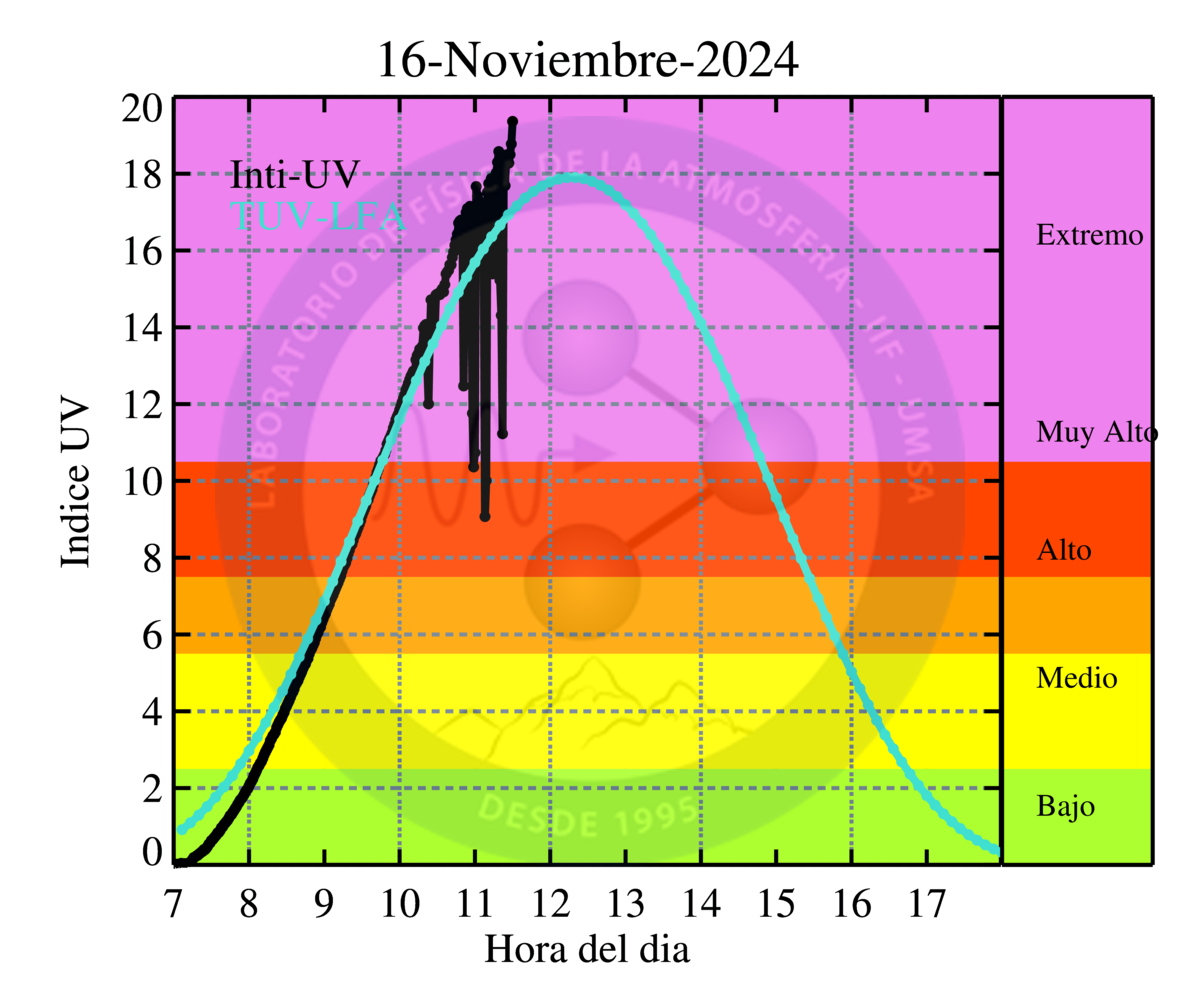 16-Noviembre-2024
Inti-UV
TUV-LFA
LABORATORIO DE FÍSICA DE LA ATMÓSFERA - IIF - UMSA
DESDE 1995
Indice UV
20
18
16
14
12
10
8
6
4
2
0
Extremo
Muy Alto
Alto
Medio
Bajo
7 8 9 10 11 12 13 14 15 16 17
Hora del dia